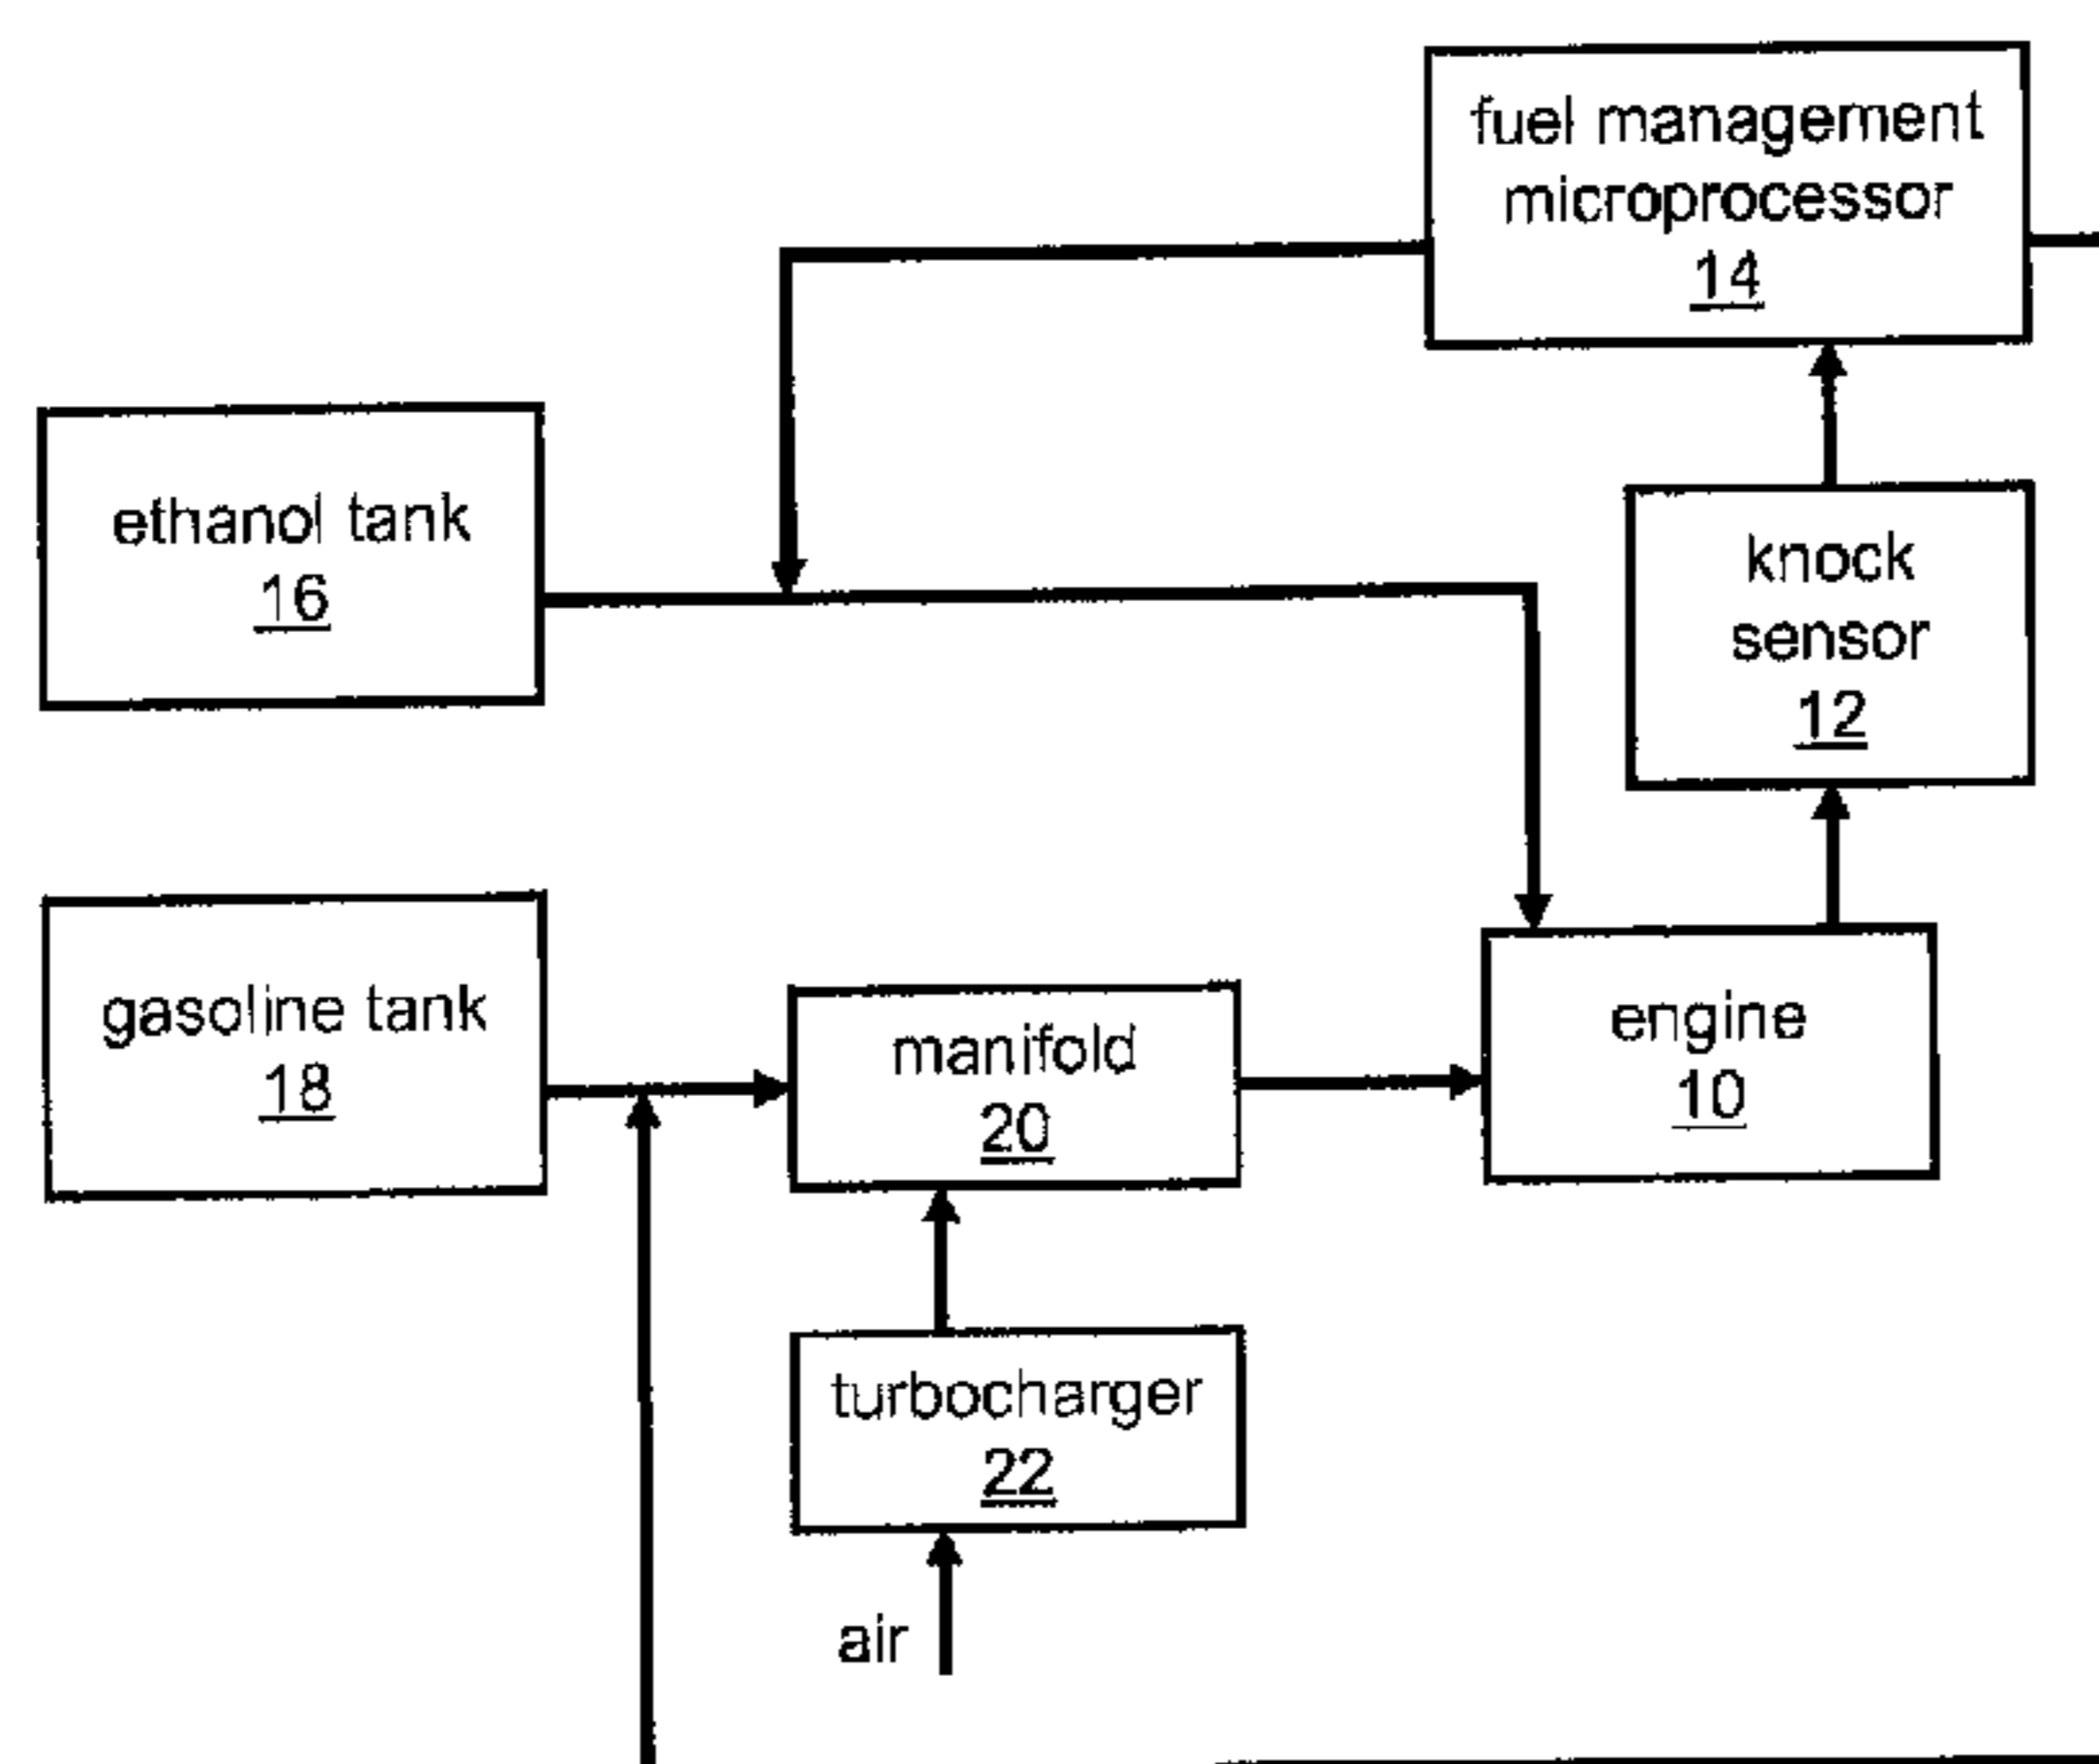 fuel management
microprocessor
14
ethanol tank
16
knock
sensor
12
gasoline tank
18
manifold
20
engine
10
turbocharger
22
air